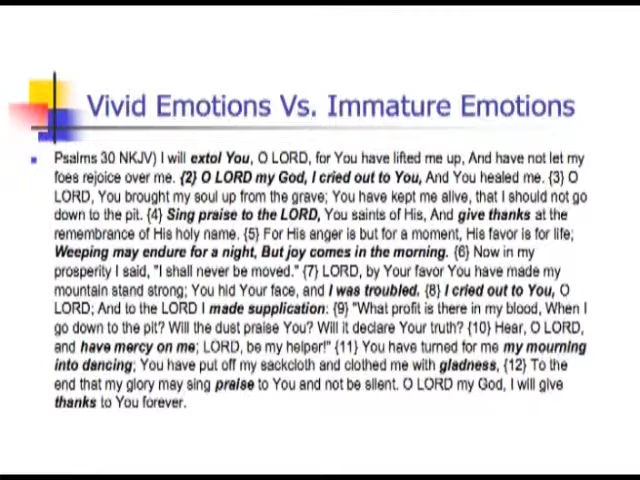 Vivid Emotions Vs. Immature Emotions
Psalms 30 NKJV) I will extol You, O LORD, for You have lifted me up, And have not let my
foes rejoice over me. {2} O LORD my God, I cried out to You, And You healed me. {3} O
LORD, You brought my soul up from the grave; You have kept me alive, that I should not go
down to the pit. {4} Sing praise to the LORD, You saints of His, And give thanks at the
remembrance of His holy name. {5} For His anger is but for a moment, His favor is for life;
Weeping may endure for a night, But joy comes in the morning. {6} Now in my
prosperity I said, "I shall never be moved." {7} LORD, by Your favor You have made my
mountain stand strong; You hid Your face, and I was troubled. {8} I cried out to You, O
LORD; And to the LORD I made supplication: {9} "What profit is there in my blood, When I
go down to the pit? Will the dust praise You? Will it declare Your truth? {10} Hear, O LORD,
and have mercy on me; LORD, be my helper!" {11} You have turned for me my mourning
into dancing; You have put off my sackcloth and clothed me with gladness, {12} To the
end that my glory may sing praise to You and not be silent. O LORD my God, I will give
thanks to You forever.